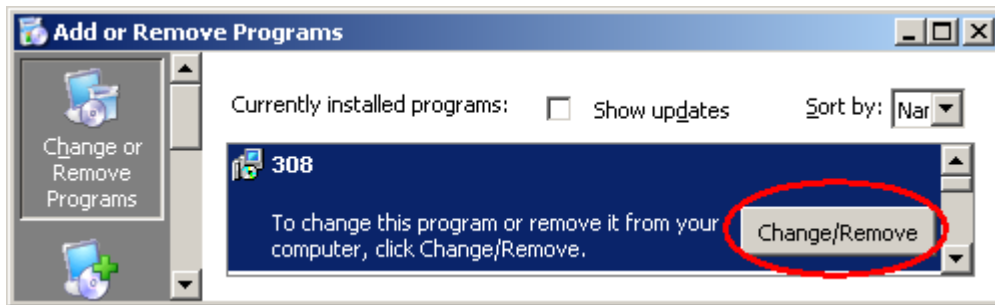 Add or Remove Programs
Change or
Remove
Programs
Currently installed programs:
Show updates
Sort by:
Nar
308
To change this program or remove it from your
computer, click Change/Remove.
Change/Remove